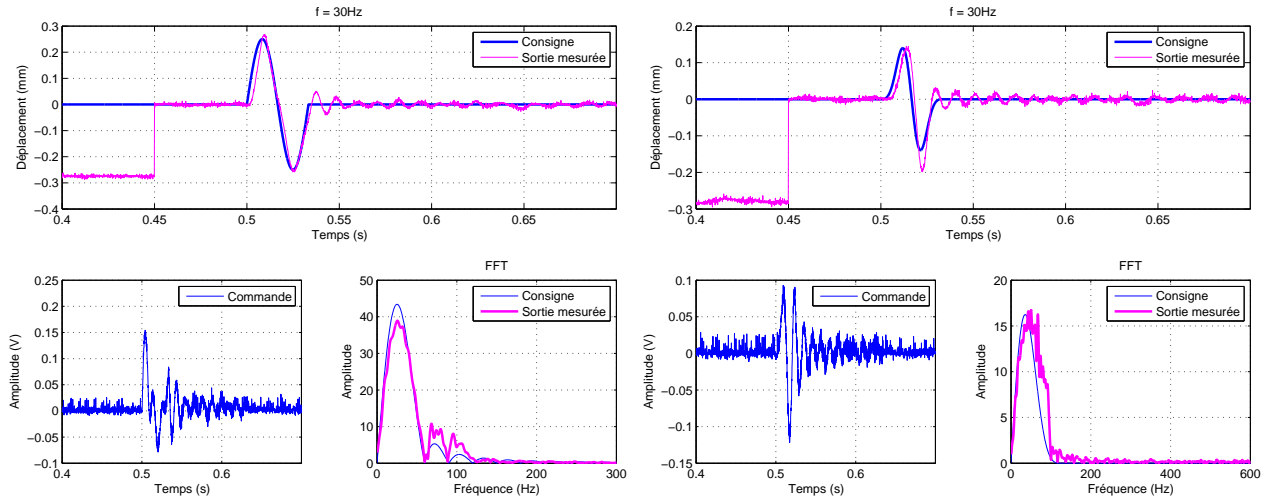 f = 30Hz
Déplacement (mm)
0.3
0.2
0.1
0
−0.1
−0.2
−0.3
−0.4
0.4
0.45
0.5
0.55
0.6
0.65
Temps (s)
Consigne
Sortie mesurée
f = 30Hz
Déplacement (mm)
0.2
0.1
0
−0.1
−0.2
−0.3
0.4
0.45
0.5
0.55
0.6
0.65
Temps (s)
Consigne
Sortie mesurée
Amplitude (V)
0.25
0.2
0.15
0.1
0.05
0
−0.05
−0.1
0.4
0.5
0.6
Temps (s)
Commande
FFT
Amplitude
50
40
30
20
10
0
0
100
200
300
Fréquence (Hz)
Consigne
Sortie mesurée
Amplitude (V)
0.1
0.05
0
−0.05
−0.1
−0.15
0.4
0.5
0.6
Temps (s)
Commande
FFT
Amplitude
20
15
10
5
0
0
200
400
600
Fréquence (Hz)
Consigne
Sortie mesurée